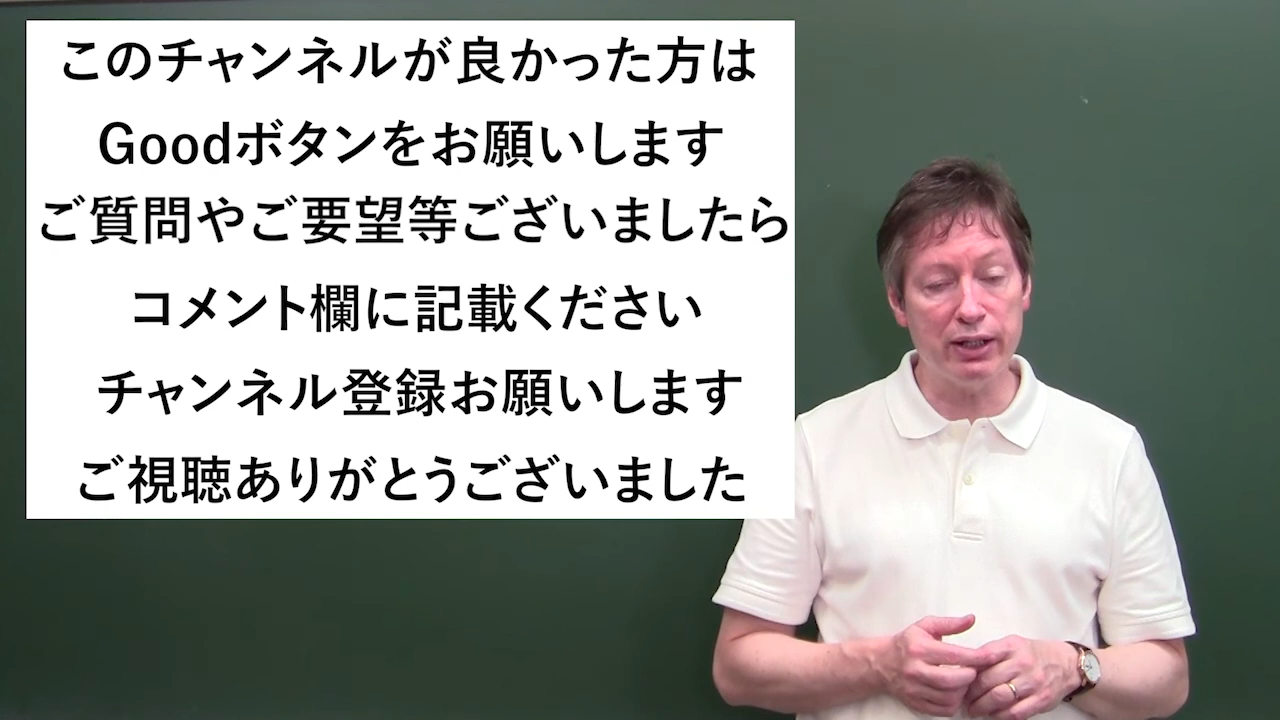 このチャンネルが良かった方は
Goodボタンをお願いします
ご質問やご要望等ございましたら
コメント欄に記載ください
チャンネル登録お願いします
ご視聴ありがとうございました